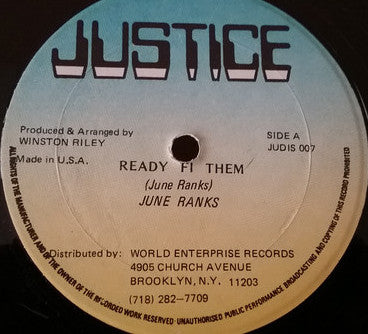 JUSTICE
Produced & Arranged by
WINSTON RILEY
Made in U.S.A.
SIDE A
JUDIS 007
READY FI THEM
(June Ranks)
JUNE RANKS
Distributed by: WORLD ENTERPRISE RECORDS
4905 CHURCH AVENUE
BROOKLYN, N.Y. 11203
(718) 282-7709
ALL RIGHTS OF THE MANUFACTURER AND OF THE OWNER OF THE RECORDED WORK RESERVED · UNAUTHORISED PUBLIC PERFORMANCE BROADCASTING AND COPYING OF THIS RECORD PROHIBITED